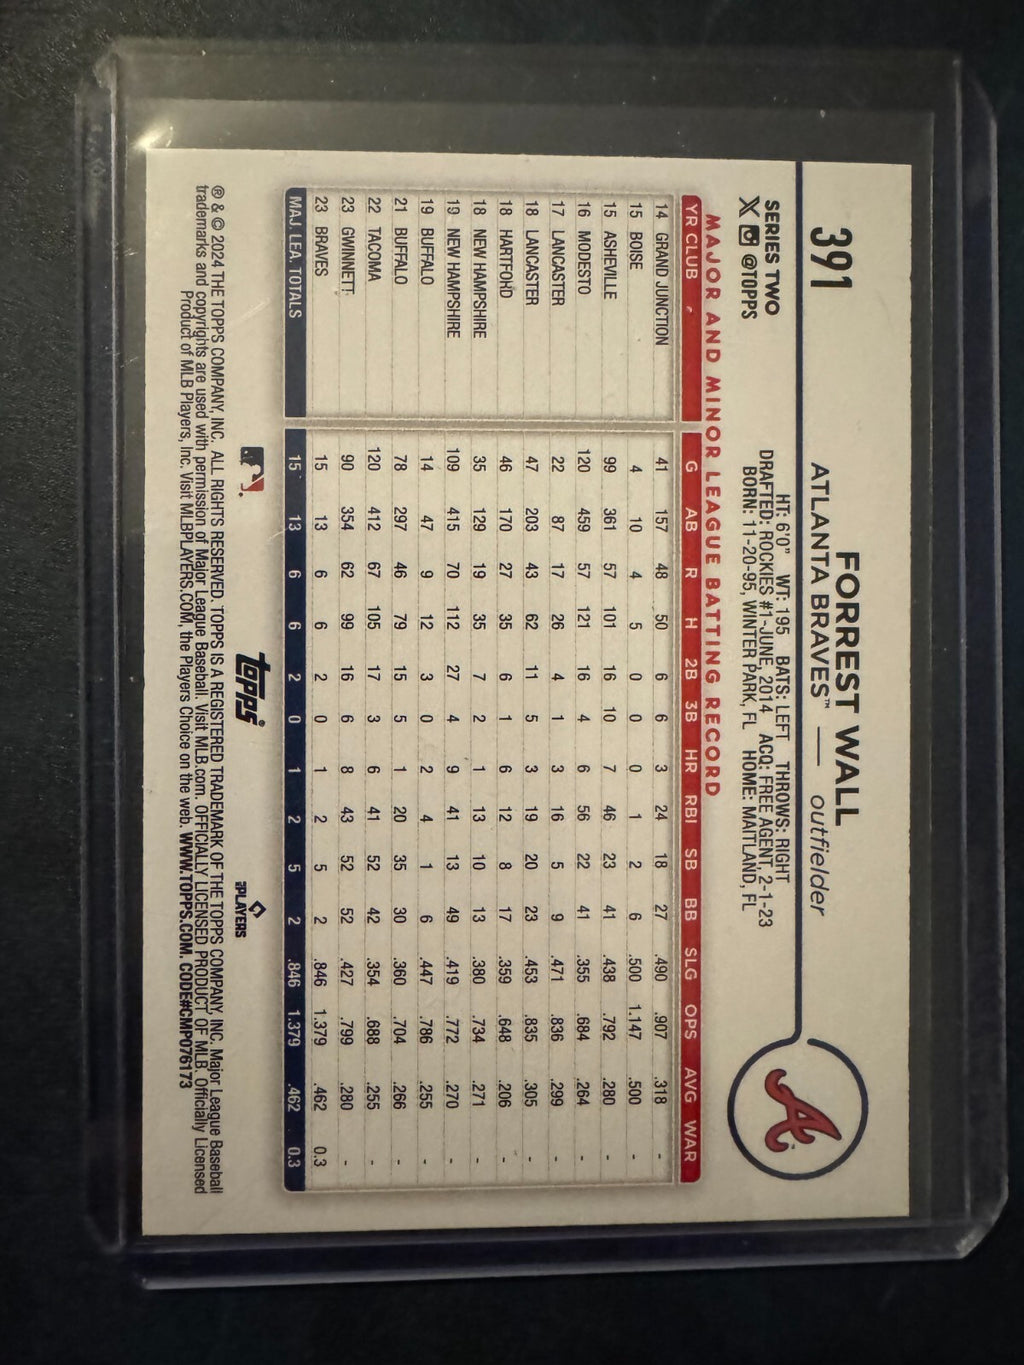 391
FORREST WALL
ATLANTA BRAVES™ — outfielder
SERIES TWO
X @TOPPS
HT: 6'0" WT: 195 BATS: LEFT THROWS: RIGHT
DRAFTED: ROCKIES #1-JUNE, 2014 ACQ: FREE AGENT, 2-1-23
BORN: 11-20-95, WINTER PARK, FL HOME: MAITLAND, FL
A
MAJOR AND MINOR LEAGUE BATTING RECORD
YR CLUB G AB R H 2B 3B HR RBI SB BB SLG OPS AVG WAR
14 GRAND JUNCTION 41 157 48 50 6 6 3 24 18 27 .490 .907 .318 -
15 BOISE 4 10 4 5 0 0 0 1 2 6 .500 1.147 .500 -
15 ASHEVILLE 99 361 57 101 16 10 7 46 23 41 .438 .792 .280 -
16 MODESTO 120 459 57 121 16 4 6 56 22 41 .355 .684 .264 -
17 LANCASTER 22 87 17 26 4 1 3 16 5 9 .471 .836 .299 -
18 LANCASTER 47 203 43 62 11 5 3 19 20 23 .453 .835 .305 -
18 HARTFORD 46 170 27 35 6 1 6 12 8 17 .359 .648 .206 -
18 NEW HAMPSHIRE 35 129 19 35 7 2 1 13 10 13 .380 .734 .271 -
19 NEW HAMPSHIRE 109 415 70 112 27 4 9 41 13 49 .419 .772 .270 -
19 BUFFALO 14 47 9 12 3 0 2 4 1 6 .447 .786 .255 -
21 BUFFALO 78 297 46 79 15 5 1 20 35 30 .360 .704 .266 -
22 TACOMA 120 412 67 105 17 3 6 41 52 42 .354 .688 .255 -
23 GWINNETT 90 354 62 99 16 6 8 43 52 52 .427 .799 .280 -
23 BRAVES 15 13 6 6 2 0 1 2 5 2 .846 1.379 .462 0.3
MAJ. LEA. TOTALS 15 13 6 6 2 0 1 2 5 2 .846 1.379 .462 0.3
topps®
PLAYERS
® & © 2024 THE TOPPS COMPANY, INC. ALL RIGHTS RESERVED. TOPPS IS A REGISTERED TRADEMARK OF THE TOPPS COMPANY, INC. Major League Baseball
trademarks and copyrights are used with permission of Major League Baseball. Visit MLB.com. OFFICIALLY LICENSED PRODUCT OF MLB. Officially Licensed
Product of MLB Players, Inc. Visit MLBPLAYERS.COM, the Players Choice on the web. WWW.TOPPS.COM. CODE#CMP076173